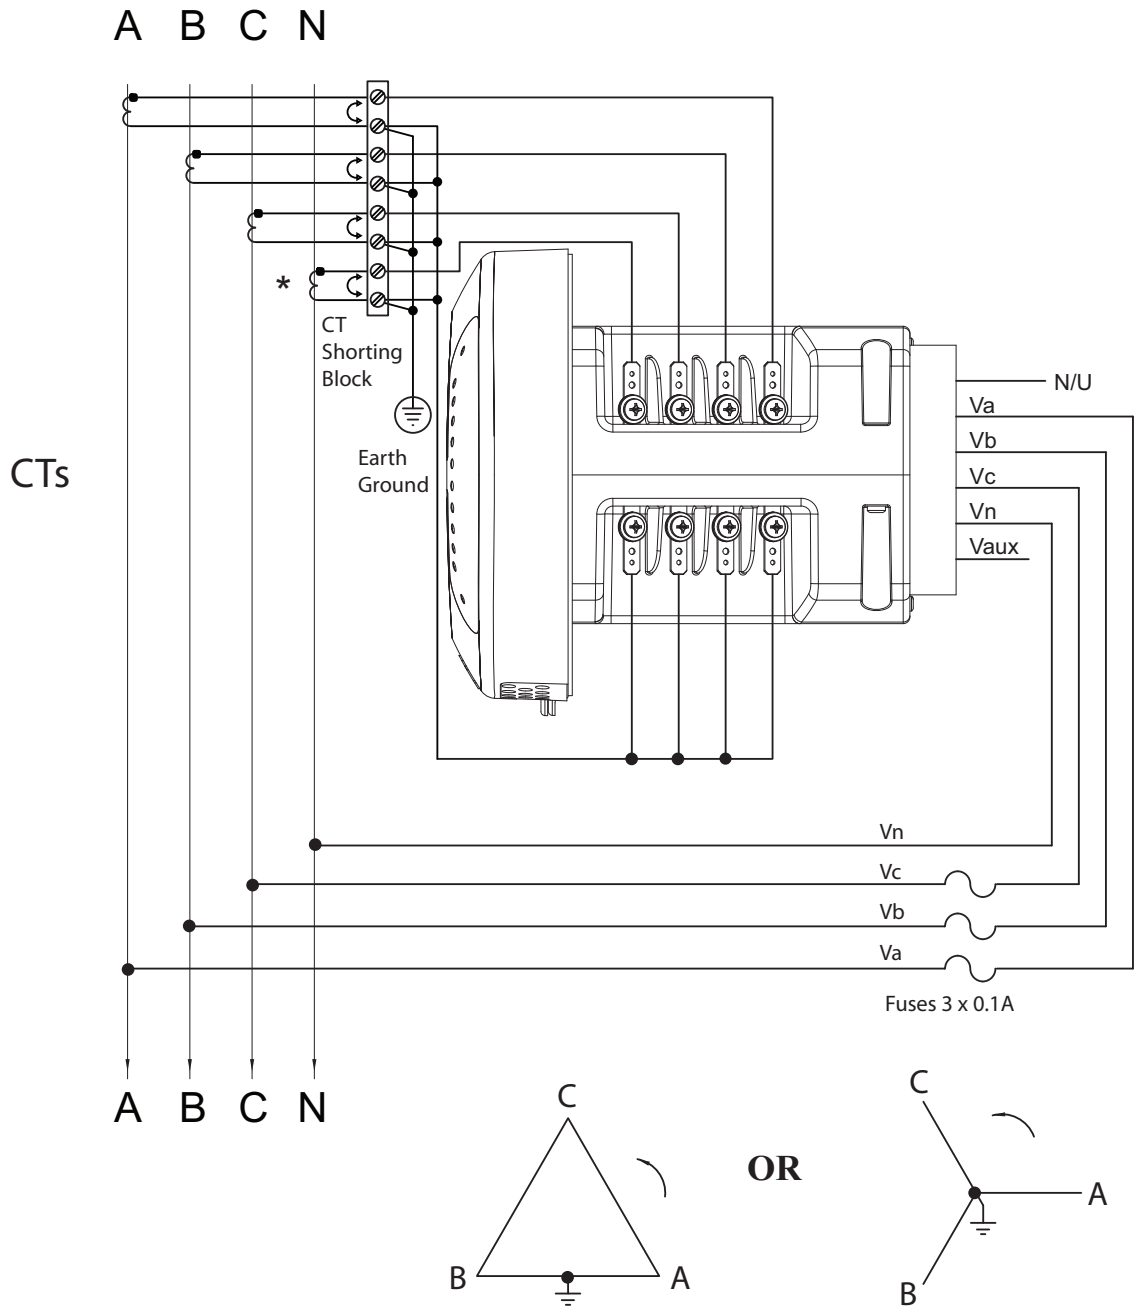 A B C N
*
CT
Shorting
Block
Earth
Ground
CTs
N/U
Va
Vb
Vc
Vn
Vaux
Vn
Vc
Vb
Va
Fuses 3 x 0.1A
A B C N
C
B
A
OR
C
A
B